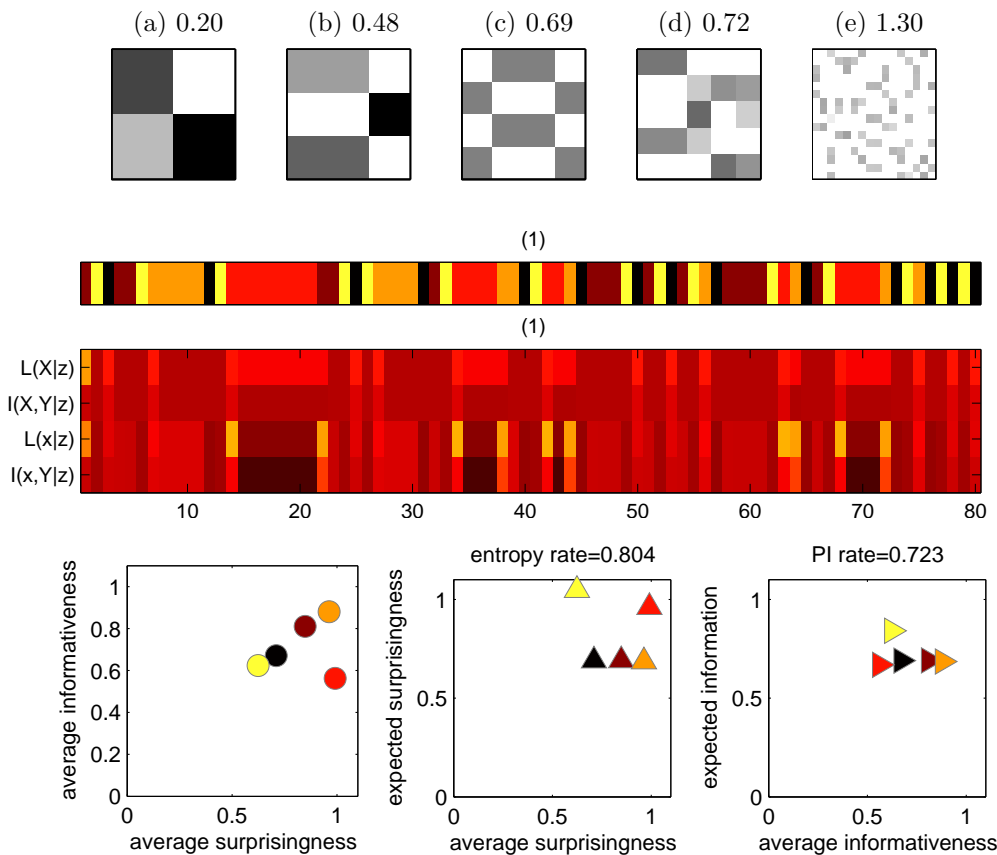 (a) 0.20 (b) 0.48 (c) 0.69 (d) 0.72 (e) 1.30
(1)
(1)
L(X|z)
I(X,Y|z)
L(x|z)
I(x,Y|z)
10 20 30 40 50 60 70 80
average informativeness
1
0.8
0.6
0.4
0.2
0
0 0.5 1
average surprisingness
entropy rate=0.804
expected surprisingness
1
0.5
0
0 0.5 1
average surprisingness
PI rate=0.723
expected information
1
0.5
0
0 0.5 1
average informativeness